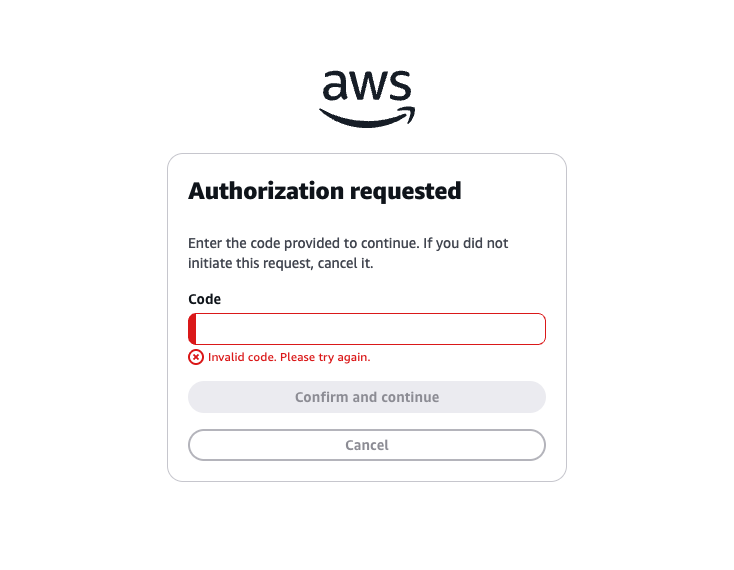 aws
Authorization requested
Enter the code provided to continue. If you did not
initiate this request, cancel it.
Code
Invalid code. Please try again.
Confirm and continue
Cancel